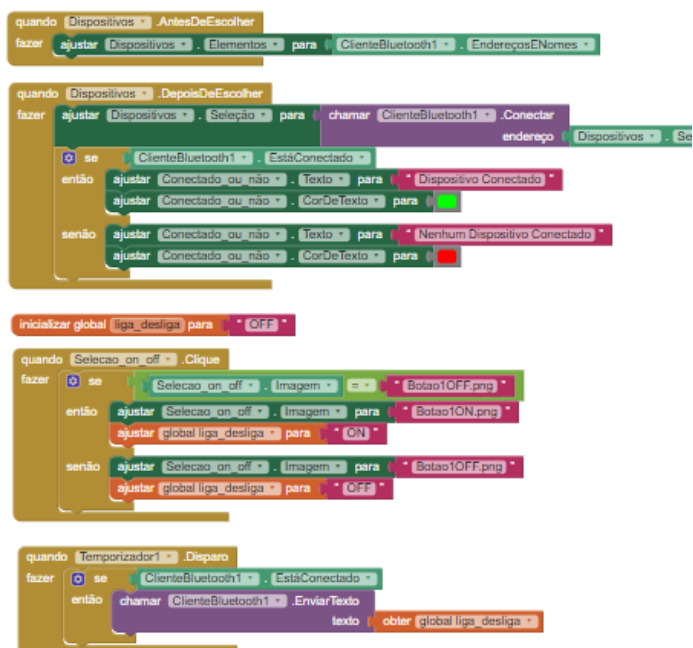 quando Dispositivos .AntesDeEscolher
fazer ajustar Dispositivos . Elementos para ClienteBluetooth1 . EndereçosENomes
quando Dispositivos .DepoisDeEscolher
fazer ajustar Dispositivos . Seleção para chamar ClienteBluetooth1 .Conectar
endereço Dispositivos . Se
se ClienteBluetooth1 . EstáConectado
então ajustar Conectado_ou_não . Texto para " Dispositivo Conectado "
ajustar Conectado_ou_não . CorDeTexto para
senão ajustar Conectado_ou_não . Texto para " Nenhum Dispositivo Conectado "
ajustar Conectado_ou_não . CorDeTexto para
inicializar global liga_desliga para " OFF "
quando Selecao_on_off .Clique
fazer se Selecao_on_off . Imagem = " Botao1OFF.png "
então ajustar Selecao_on_off . Imagem para " Botao1ON.png "
ajustar global liga_desliga para " ON "
senão ajustar Selecao_on_off . Imagem para " Botao1OFF.png "
ajustar global liga_desliga para " OFF "
quando Temporizador1 .Disparo
fazer se ClienteBluetooth1 . EstáConectado
então chamar ClienteBluetooth1 .EnviarTexto
texto obter global liga_desliga